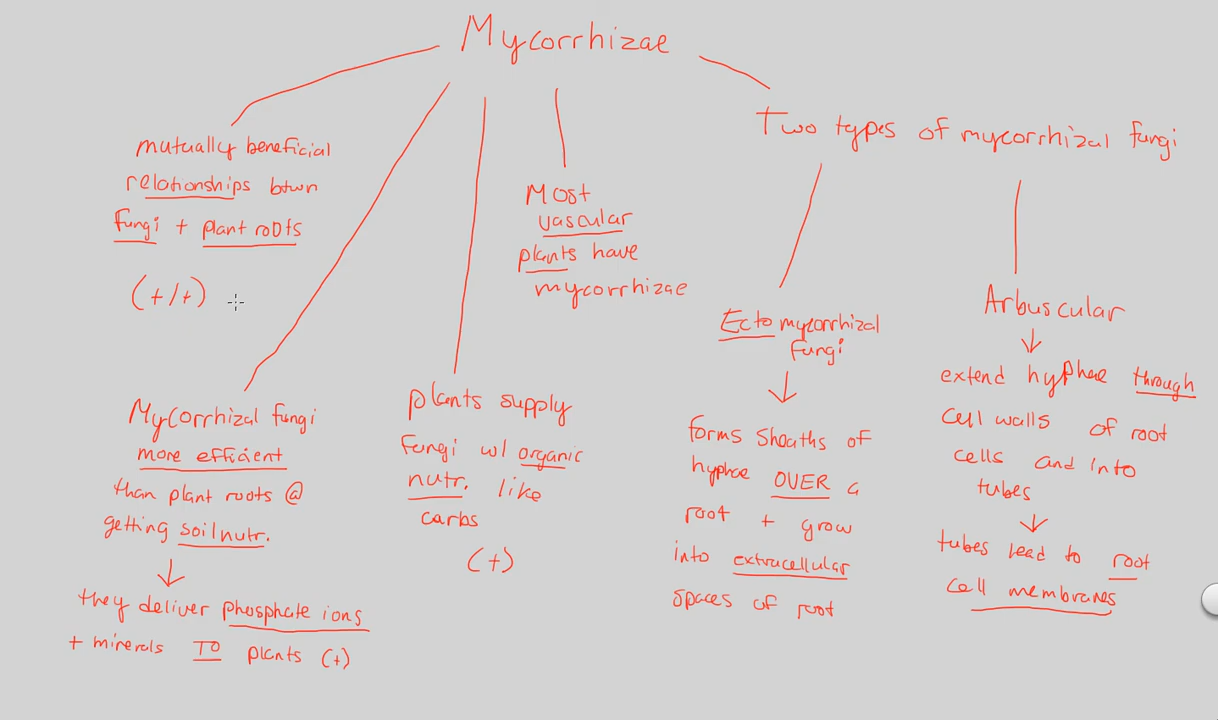 Mycorrhizae
mutually beneficial
relationships btwn
fungi + plant roots
(+/+)
Mycorrhizal fungi
more efficient
than plant roots @
getting soil nutr.
they deliver phosphate ions
+ minerals TO plants (+)
plants supply
fungi w/ organic
nutr. like
carbs
(+)
Most
vascular
plants have
mycorrhizae
Two types of mycorrhizal fungi
Ectomycorrhizal
fungi
forms sheaths of
hyphae OVER a
root + grow
into extracellular
spaces of root
Arbuscular
extend hyphae through
cell walls of root
cells and into
tubes
tubes lead to root
cell membranes